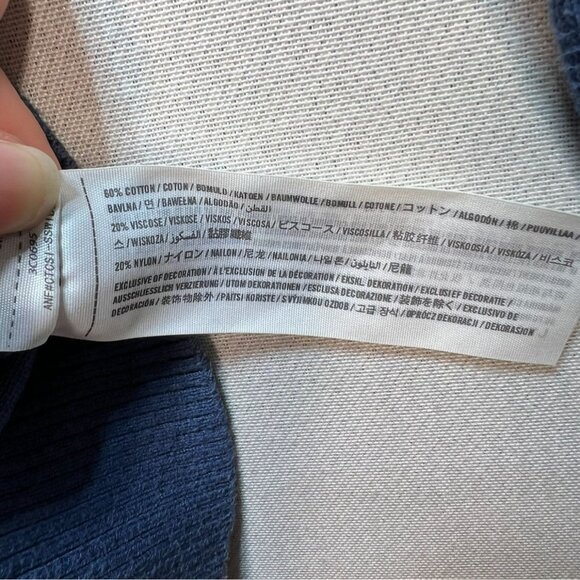 60% COTTON / COTON / BOMULD / KATOEN / BAUMWOLLE / BOMULL / COTONE / コットン / ALGODÓN / 棉 / PUUVILLAA /
BAVLNA / 면 / BAWEŁNA / ALGODÃO / القطن /
20% VISCOSE / VISKOSE / VISKOS / VISCOSA / ビスコース / VISCOSILLA / 粘胶纤维 / VISKOOSIA / VISKÓZA / 비스코
스 / WISKOZA / الفسكوز / 黏膠纖維
20% NYLON / ナイロン / NAILON / 尼龙 / NAILONIA / 나일론 / النايلون / 尼龍
EXCLUSIVE OF DECORATION / À L'EXCLUSION DE LA DÉCORATION / EKSKL. DEKORATION / EXCLUSIEF DECORATIE /
AUSSCHLIESSLICH VERZIERUNG / UTOM DEKORATIONEN / ESCLUSA DECORAZIONE / 装飾を除く / EXCLUSIVO DE
DECORACIÓN / 装饰物除外 / PAITSI KORISTE / S VÝJIMKOU OZDOB / 고급 장식 / OPRÓCZ DEKORACJI / DEKORASION
3C0595